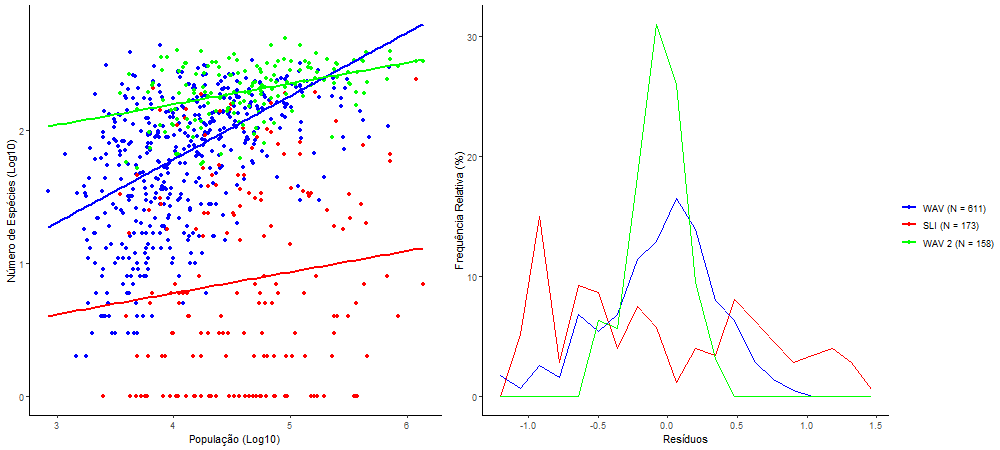 Número de Espécies (Log10)
2
1
0
3
4
5
6
População (Log10)
Frequência Relativa (%)
30
20
10
0
-1.0
-0.5
0.0
0.5
1.0
1.5
Resíduos
WAV (N = 611)
SLI (N = 173)
WAV 2 (N = 158)